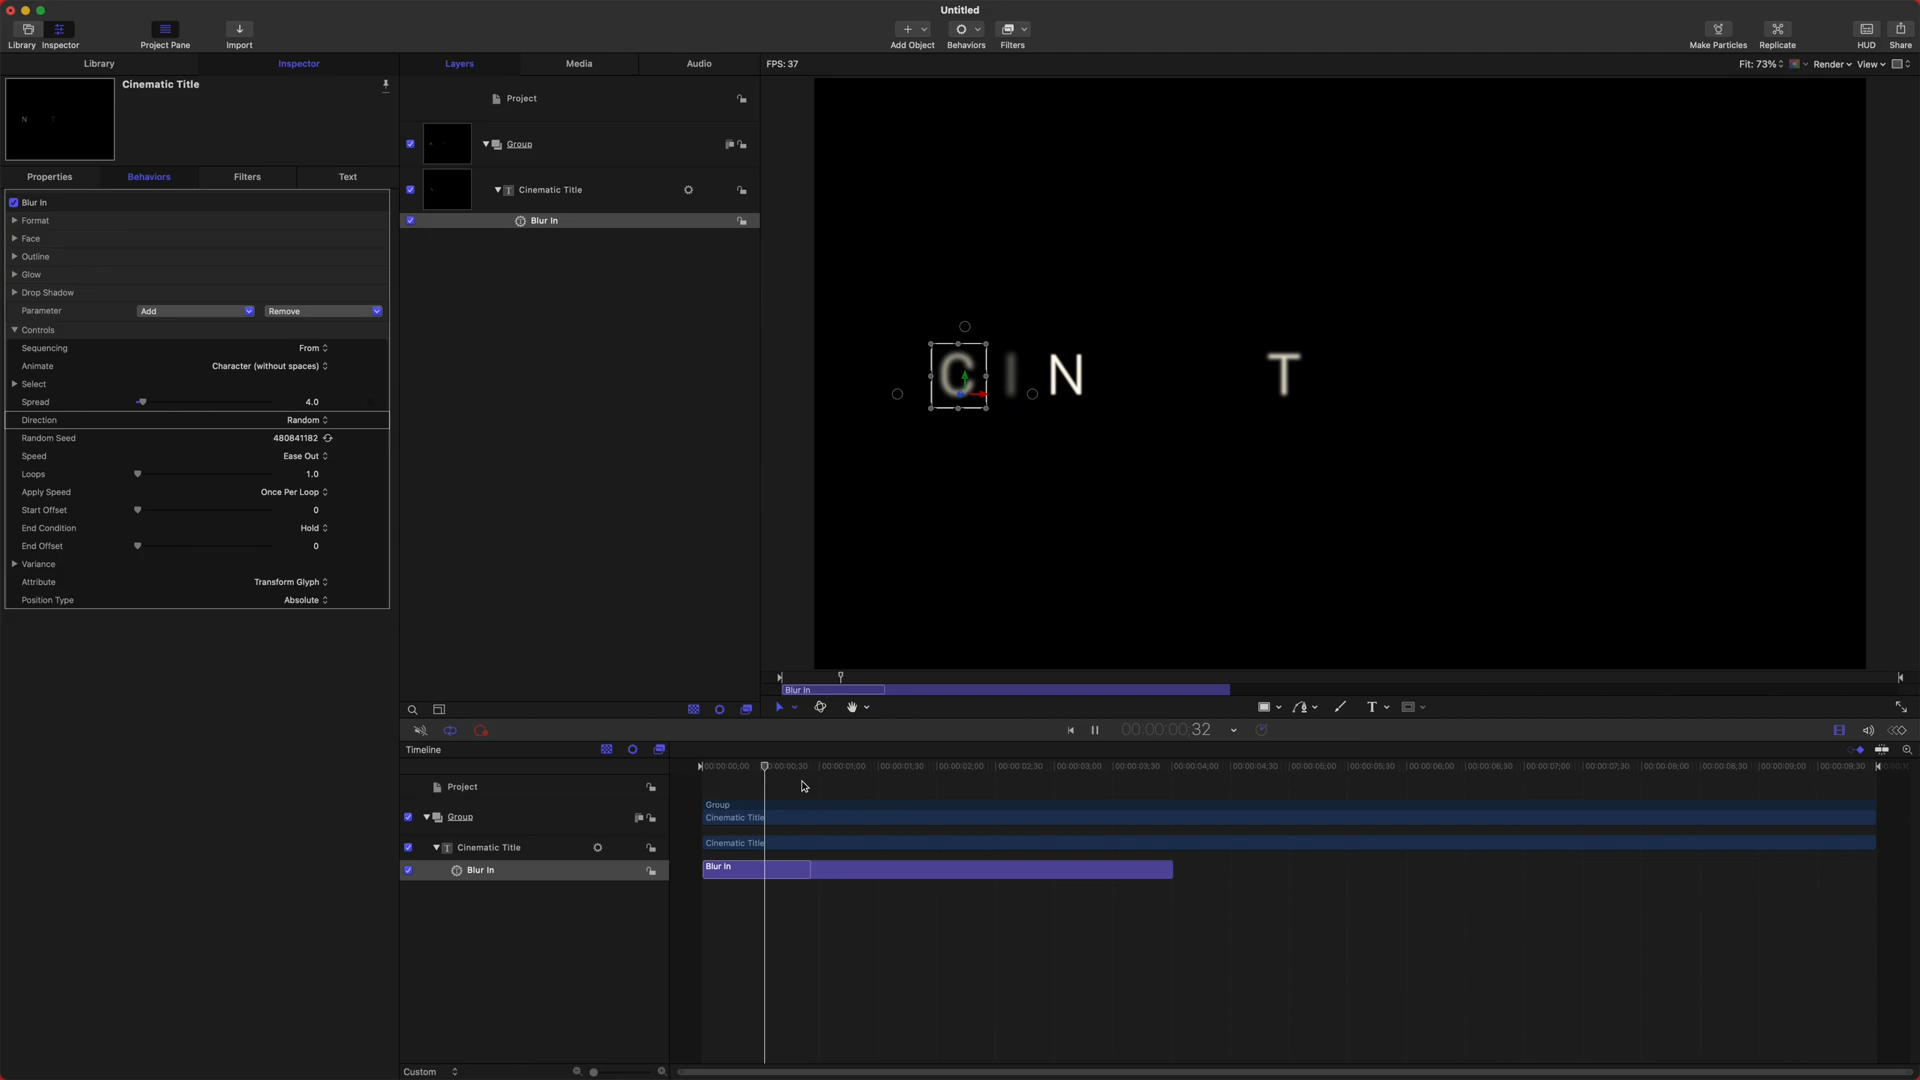 Untitled
Library Inspector Project Pane Import Add Object Behaviors Filters Make Particles Replicate HUD Share
Library Inspector Layers Media Audio FPS: 37 Fit: 73% Render View
Cinematic Title
Project
Group
Cinematic Title
Blur In
Properties Behaviors Filters Text
Blur In
Format
Face
Outline
Glow
Drop Shadow
Parameter Add Remove
Controls
Sequencing From
Animate Character (without spaces)
Select
Spread 4.0
Direction Random
Random Seed 480841182
Speed Ease Out
Loops 1.0
Apply Speed Once Per Loop
Start Offset 0
End Condition Hold
End Offset 0
Variance
Attribute Transform Glyph
Position Type Absolute
C I N T
Blur In
00:00:00;32
Timeline
00:00:00;00 00:00:00;30 00:00:01;00 00:00:01;30 00:00:02;00 00:00:02;30 00:00:03;00 00:00:03;30 00:00:04;00 00:00:04;30 00:00:05;00 00:00:05;30 00:00:06;00 00:00:06;30 00:00:07;00 00:00:07;30 00:00:08;00 00:00:08;30 00:00:09;00 00:00:09;30
Project
Group
Cinematic Title
Blur In
Group
Cinematic Title
Cinematic Title
Blur In
Custom